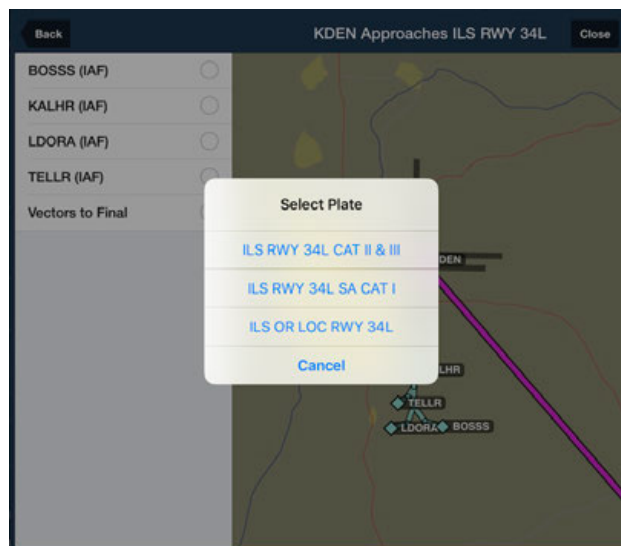 Back
KDEN Approaches ILS RWY 34L
Close
BOSSS (IAF)
KALHR (IAF)
LDORA (IAF)
TELLR (IAF)
Vectors to Final
Select Plate
ILS RWY 34L CAT II & III
ILS RWY 34L SA CAT I
ILS OR LOC RWY 34L
Cancel
DEN
LHR
TELLR
LDORA
BOSSS